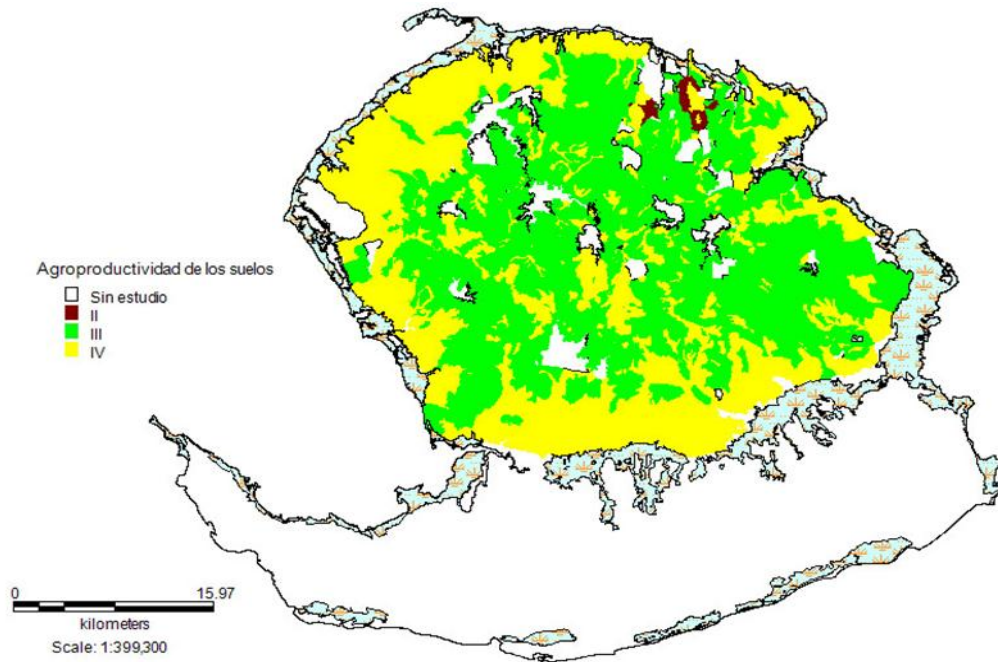 Agroproductividad de los suelos
Sin estudio
II
III
IV
0 15.97
kilometers
Scale: 1:399,300